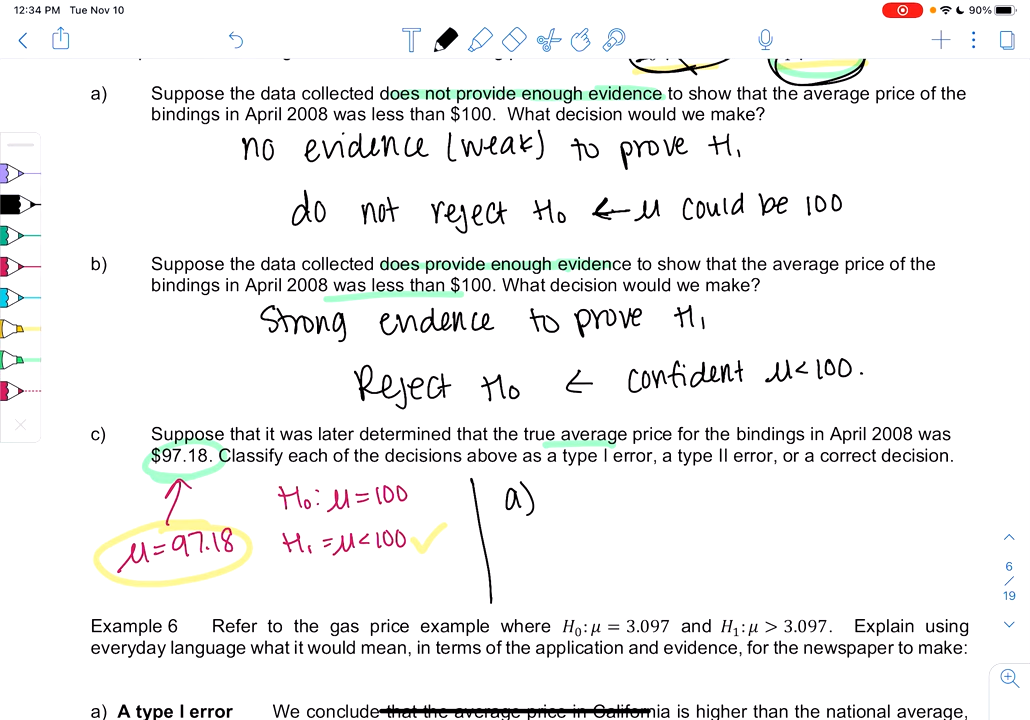 12:34 PM Tue Nov 10
90%
T
a) Suppose the data collected does not provide enough evidence to show that the average price of the
bindings in April 2008 was less than $100. What decision would we make?
no evidence (weak) to prove H₁
do not reject H₀ ← μ could be 100
b) Suppose the data collected does provide enough evidence to show that the average price of the
bindings in April 2008 was less than $100. What decision would we make?
Strong evidence to prove H₁
Reject H₀ ← confident μ<100.
c) Suppose that it was later determined that the true average price for the bindings in April 2008 was
$97.18. Classify each of the decisions above as a type I error, a type II error, or a correct decision.
H₀: μ=100
a)
μ=97.18
H₁=μ<100
6
/
19
Example 6 Refer to the gas price example where H₀: μ = 3.097 and H₁: μ > 3.097. Explain using
everyday language what it would mean, in terms of the application and evidence, for the newspaper to make:
a) A type I error We conclude that the average price in California is higher than the national average,